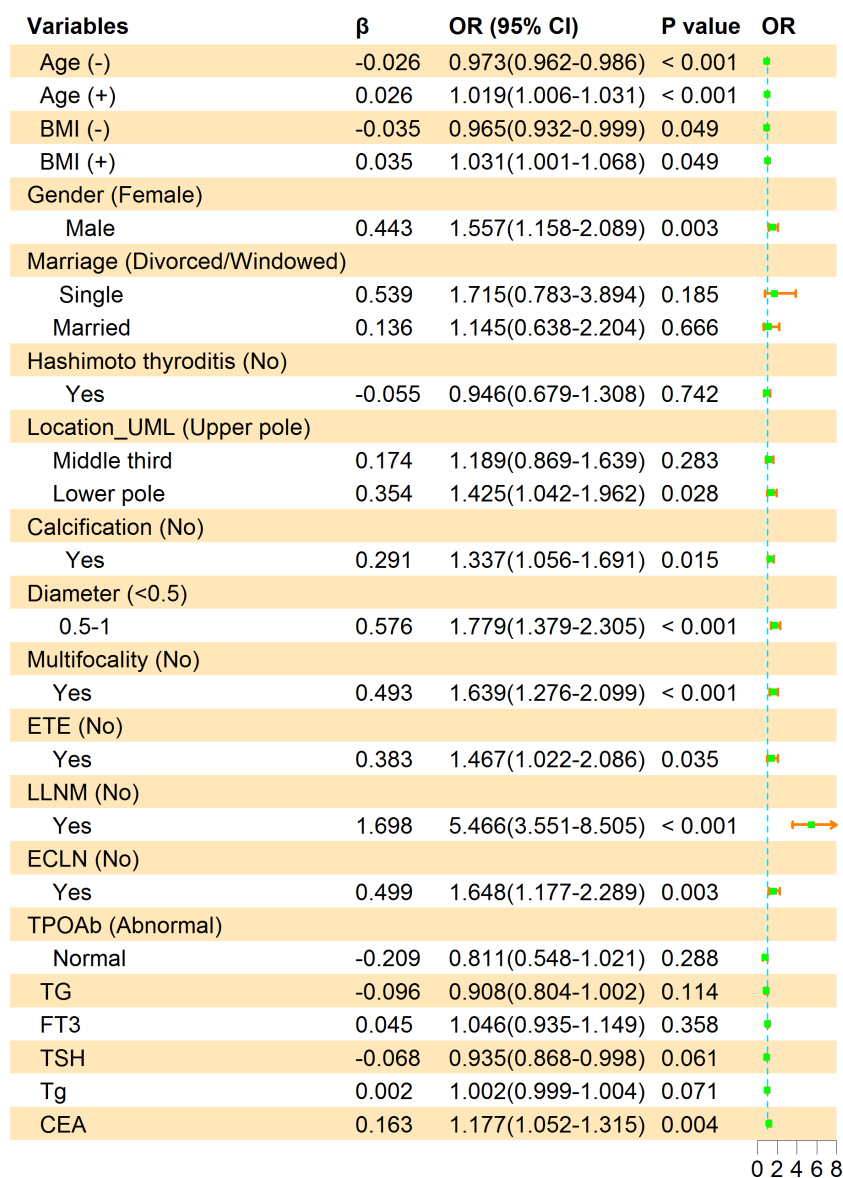 Variables β OR (95% CI) P value OR
Age (-) -0.026 0.973(0.962-0.986) < 0.001
Age (+) 0.026 1.019(1.006-1.031) < 0.001
BMI (-) -0.035 0.965(0.932-0.999) 0.049
BMI (+) 0.035 1.031(1.001-1.068) 0.049
Gender (Female)
Male 0.443 1.557(1.158-2.089) 0.003
Marriage (Divorced/Windowed)
Single 0.539 1.715(0.783-3.894) 0.185
Married 0.136 1.145(0.638-2.204) 0.666
Hashimoto thyroditis (No)
Yes -0.055 0.946(0.679-1.308) 0.742
Location_UML (Upper pole)
Middle third 0.174 1.189(0.869-1.639) 0.283
Lower pole 0.354 1.425(1.042-1.962) 0.028
Calcification (No)
Yes 0.291 1.337(1.056-1.691) 0.015
Diameter (<0.5)
0.5-1 0.576 1.779(1.379-2.305) < 0.001
Multifocality (No)
Yes 0.493 1.639(1.276-2.099) < 0.001
ETE (No)
Yes 0.383 1.467(1.022-2.086) 0.035
LLNM (No)
Yes 1.698 5.466(3.551-8.505) < 0.001
ECLN (No)
Yes 0.499 1.648(1.177-2.289) 0.003
TPOAb (Abnormal)
Normal -0.209 0.811(0.548-1.021) 0.288
TG -0.096 0.908(0.804-1.002) 0.114
FT3 0.045 1.046(0.935-1.149) 0.358
TSH -0.068 0.935(0.868-0.998) 0.061
Tg 0.002 1.002(0.999-1.004) 0.071
CEA 0.163 1.177(1.052-1.315) 0.004
0 2 4 6 8